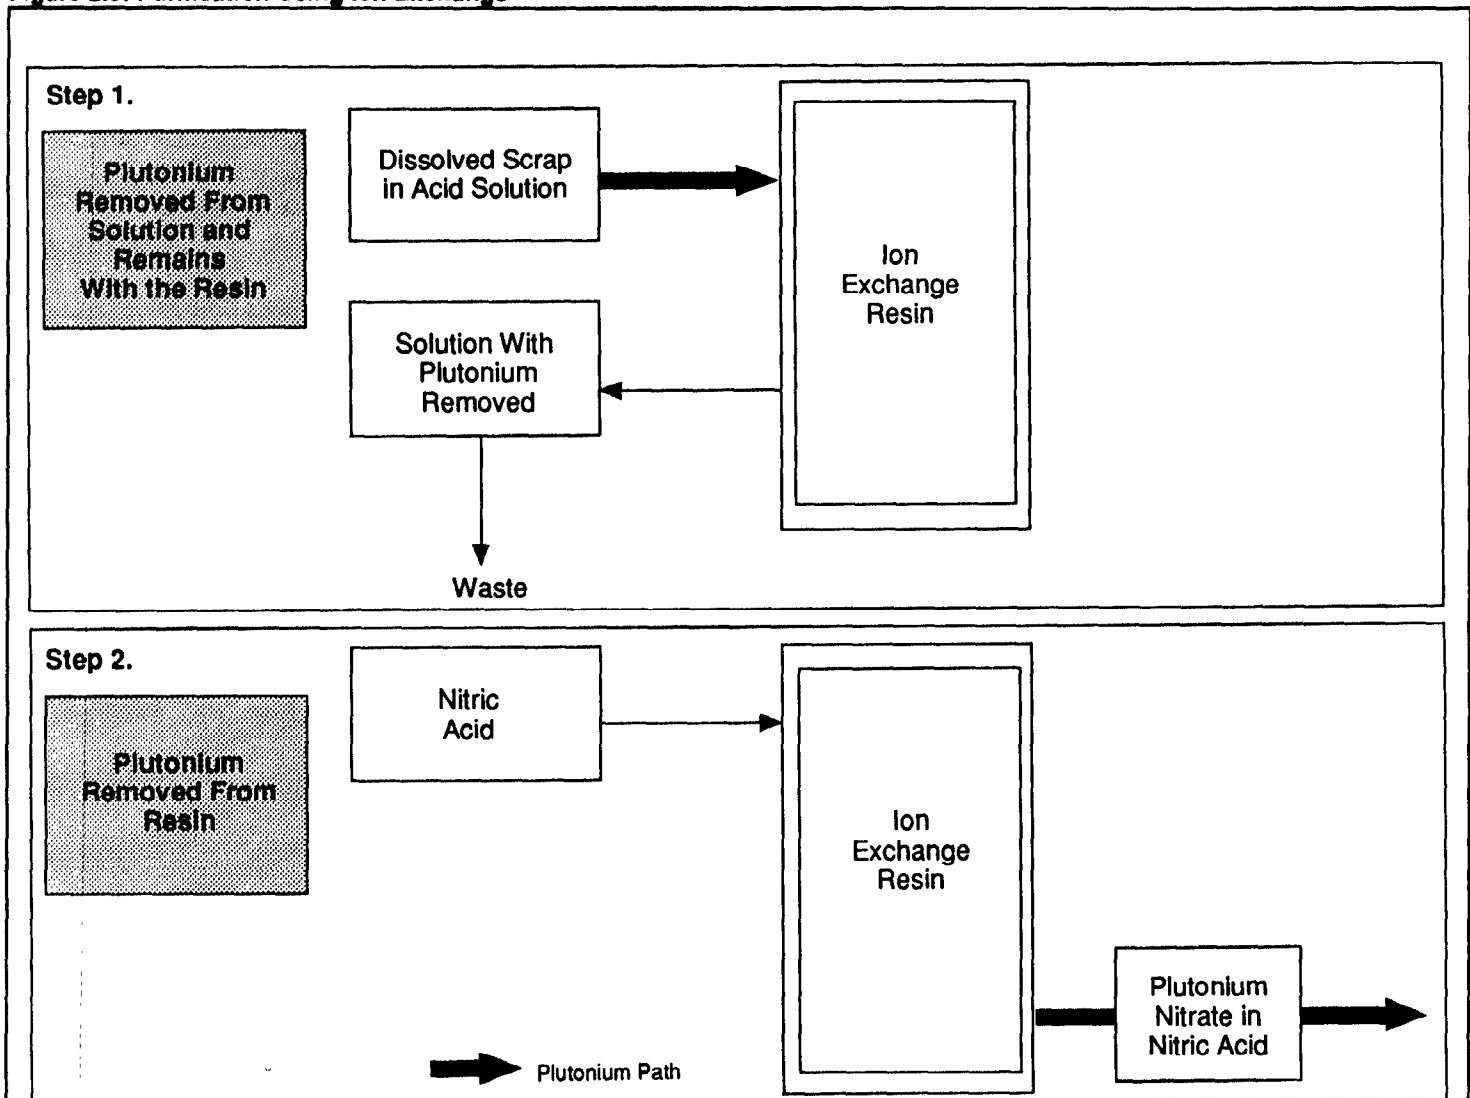 Step 1.
Plutonium
Removed From
Solution and
Remains
With the Resin
Dissolved Scrap
in Acid Solution
Ion
Exchange
Resin
Solution With
Plutonium
Removed
Waste
Step 2.
Plutonium
Removed From
Resin
Nitric
Acid
Ion
Exchange
Resin
Plutonium
Nitrate in
Nitric Acid
Plutonium Path